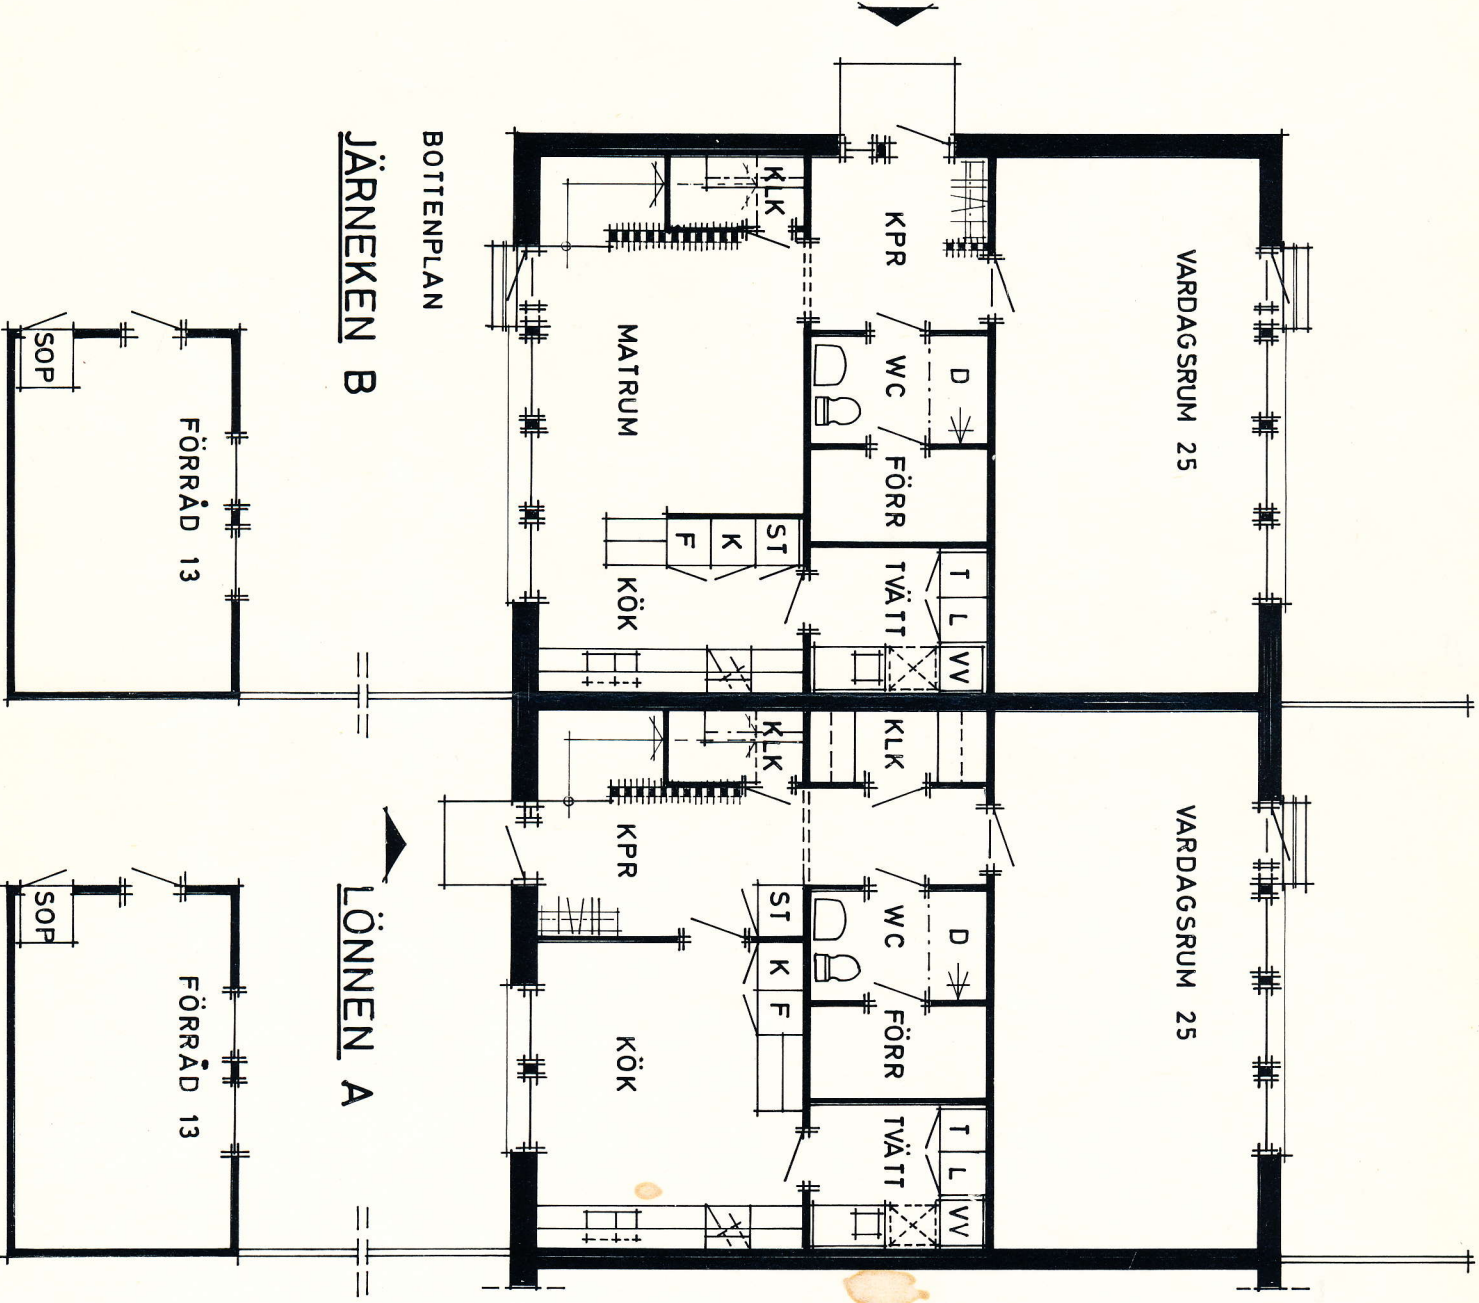 VARDAGSRUM 25
VARDAGSRUM 25
KPR
D
WC
FÖRR
T
L
VV
TVÄTT
KLK
D
WC
FÖRR
T
L
VV
TVÄTT
KLK
MATRUM
ST
K
F
KÖK
KLK
KPR
ST
K
F
KÖK
BOTTENPLAN
JÄRNEKEN B
LÖNNEN A
FÖRRÅD 13
SOP
FÖRRÅD 13
SOP